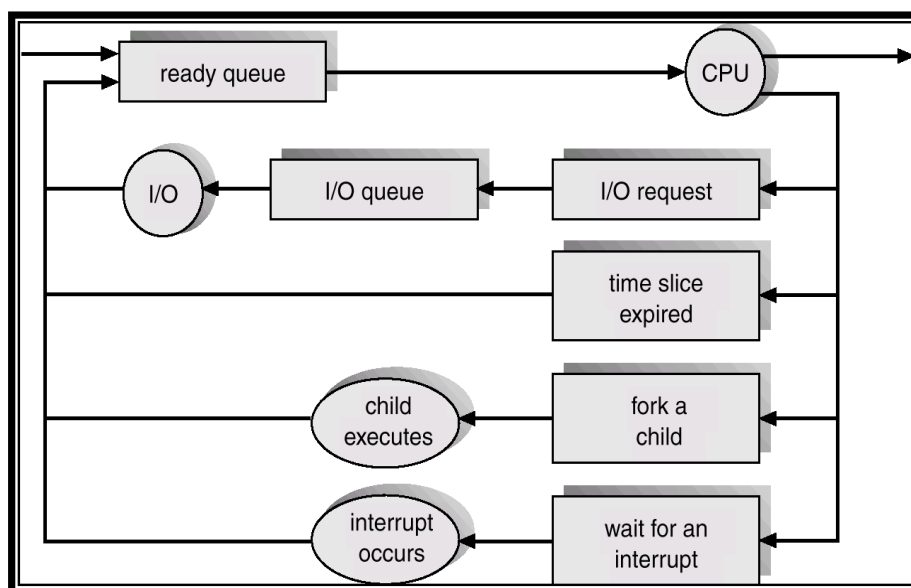 ready queue
CPU
I/O
I/O queue
I/O request
time slice
expired
child
executes
fork a
child
interrupt
occurs
wait for an
interrupt